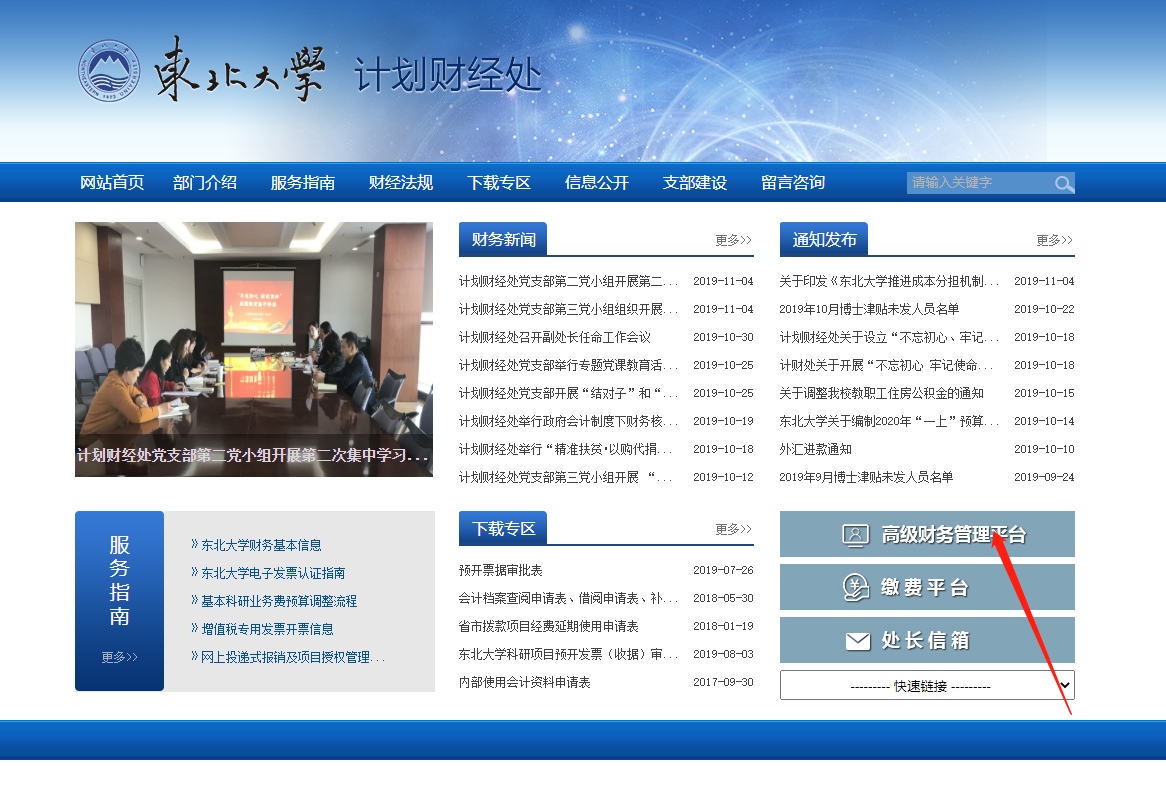 東北大學 计划财经处
网站首页 部门介绍 服务指南 财经法规 下载专区 信息公开 支部建设 留言咨询 请输入关键字
计划财经处党支部第二党小组开展第二次集中学习...
财务新闻 更多>>
计划财经处党支部第二党小组开展第二... 2019-11-04
计划财经处党支部第三党小组组织开展... 2019-11-04
计划财经处召开副处长任命工作会议 2019-10-30
计划财经处党支部举行专题党课教育活... 2019-10-25
计划财经处党支部开展“结对子”和“... 2019-10-25
计划财经处举行政府会计制度下财务核... 2019-10-19
计划财经处举行“精准扶贫·以购代捐... 2019-10-18
计划财经处党支部第三党小组开展 “... 2019-10-12
通知发布 更多>>
关于印发《东北大学推进成本分担机制... 2019-11-04
2019年10月博士津贴未发人员名单 2019-10-22
计划财经处关于设立“不忘初心、牢记... 2019-10-18
计财处关于开展“不忘初心 牢记使命... 2019-10-18
关于调整我校教职工住房公积金的通知 2019-10-15
东北大学关于编制2020年“一上”预算... 2019-10-14
外汇进款通知 2019-10-10
2019年9月博士津贴未发人员名单 2019-09-24
服务指南
更多>>
》东北大学财务基本信息
》东北大学电子发票认证指南
》基本科研业务费预算调整流程
》增值税专用发票开票信息
》网上投递式报销及项目授权管理...
下载专区 更多>>
预开票据审批表 2019-07-26
会计档案查阅申请表、借阅申请表、补... 2018-05-30
省市拨款项目经费延期使用申请表 2018-01-19
东北大学科研项目预开发票（收据）审... 2019-08-03
内部使用会计资料申请表 2017-09-30
高级财务管理平台
缴费平台
处长信箱
--------- 快速链接 ---------